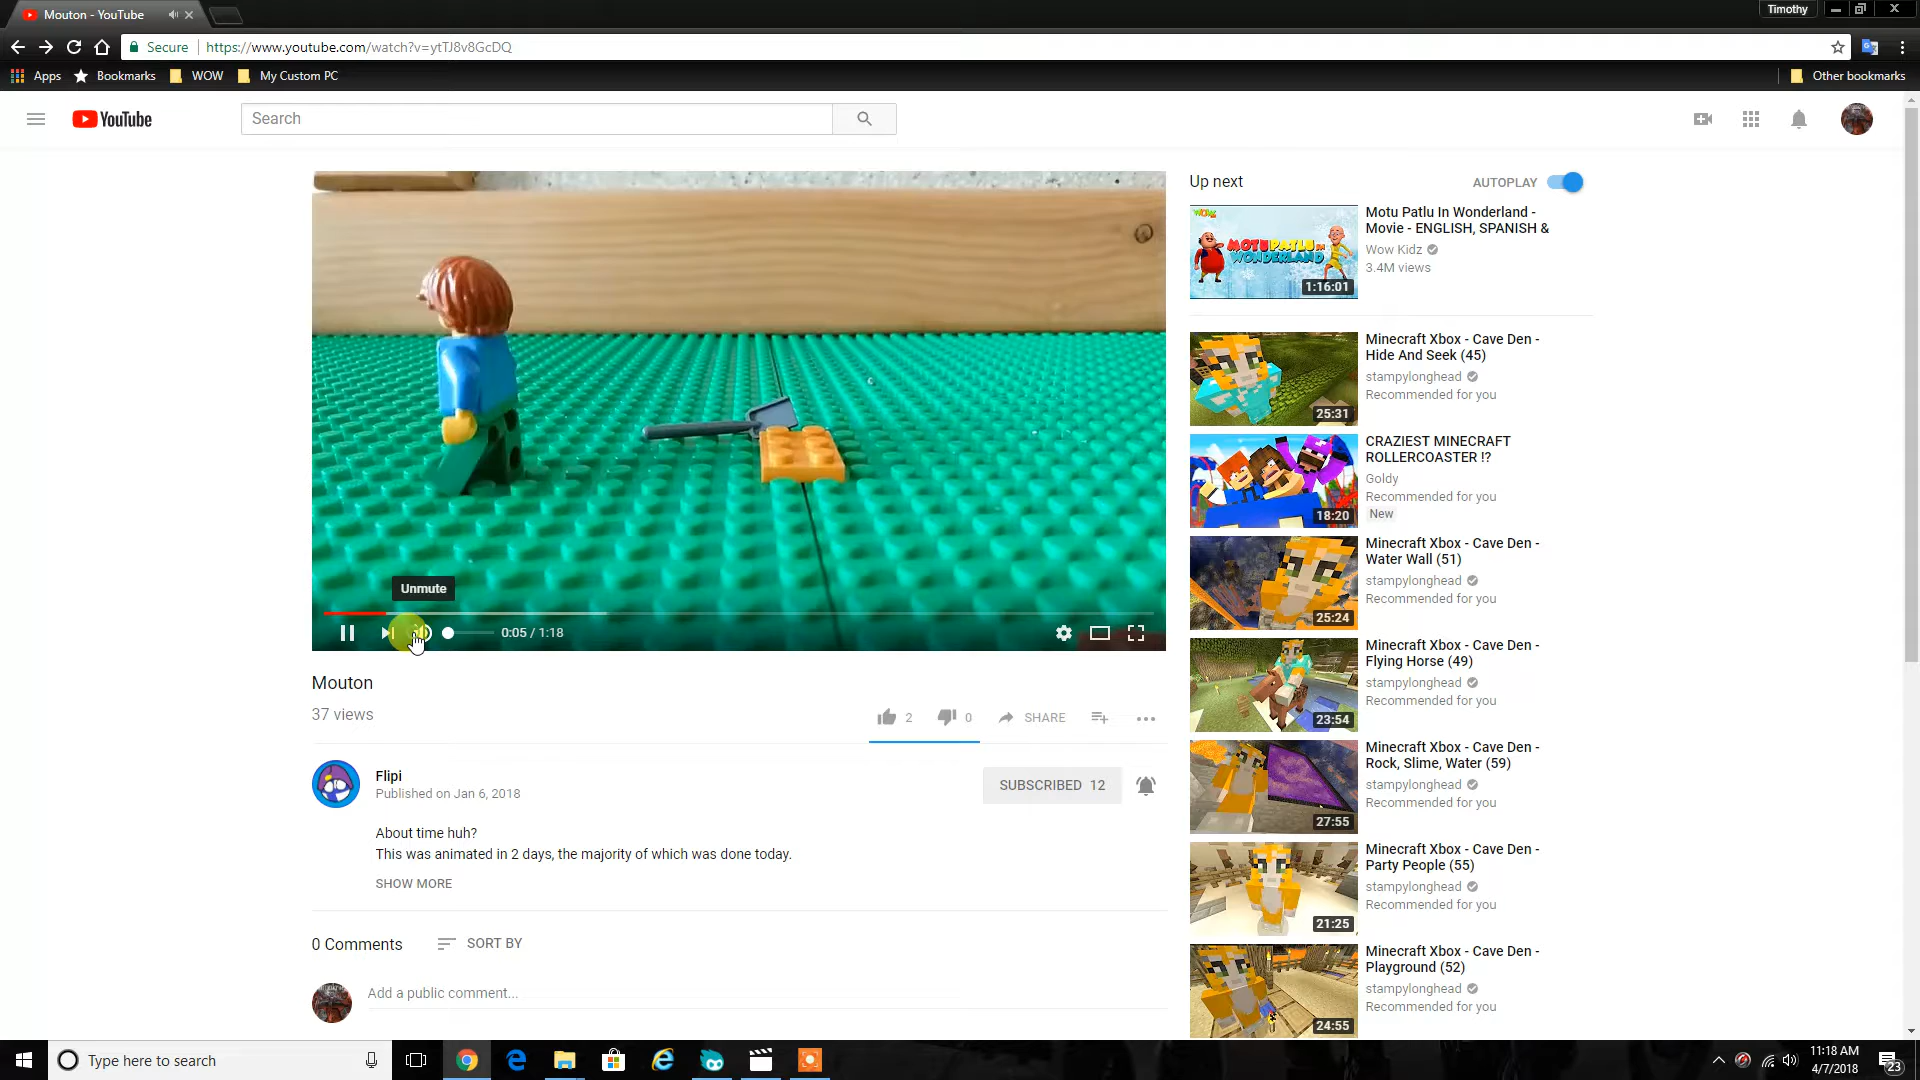 Mouton - YouTube
Timothy
Secure
https://www.youtube.com/watch?v=ytTJ8v8GcDQ
Apps
Bookmarks
WOW
My Custom PC
Other bookmarks
YouTube
Search
Unmute
0:05 / 1:18
Mouton
37 views
2
0
SHARE
Flipi
Published on Jan 6, 2018
SUBSCRIBED 12
About time huh?
This was animated in 2 days, the majority of which was done today.
SHOW MORE
0 Comments
SORT BY
Add a public comment...
Up next
AUTOPLAY
WOW
MOTU PATLU IN
WONDERLAND
1:16:01
Motu Patlu In Wonderland -
Movie - ENGLISH, SPANISH &
Wow Kidz
3.4M views
25:31
Minecraft Xbox - Cave Den -
Hide And Seek (45)
stampylonghead
Recommended for you
18:20
CRAZIEST MINECRAFT
ROLLERCOASTER !?
Goldy
Recommended for you
New
25:24
Minecraft Xbox - Cave Den -
Water Wall (51)
stampylonghead
Recommended for you
23:54
Minecraft Xbox - Cave Den -
Flying Horse (49)
stampylonghead
Recommended for you
27:55
Minecraft Xbox - Cave Den -
Rock, Slime, Water (59)
stampylonghead
Recommended for you
21:25
Minecraft Xbox - Cave Den -
Party People (55)
stampylonghead
Recommended for you
24:55
Minecraft Xbox - Cave Den -
Playground (52)
stampylonghead
Recommended for you
Type here to search
11:18 AM
4/7/2018
23